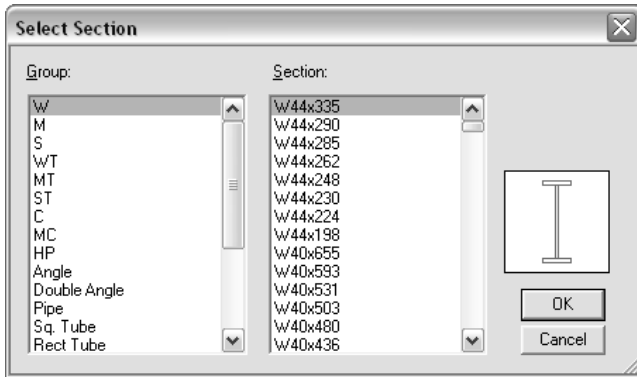 Select Section
Group:
W
M
S
WT
MT
ST
C
MC
HP
Angle
Double Angle
Pipe
Sq. Tube
Rect Tube
Section:
W44x335
W44x290
W44x285
W44x262
W44x248
W44x230
W44x224
W44x198
W40x655
W40x593
W40x531
W40x503
W40x480
W40x436
OK
Cancel